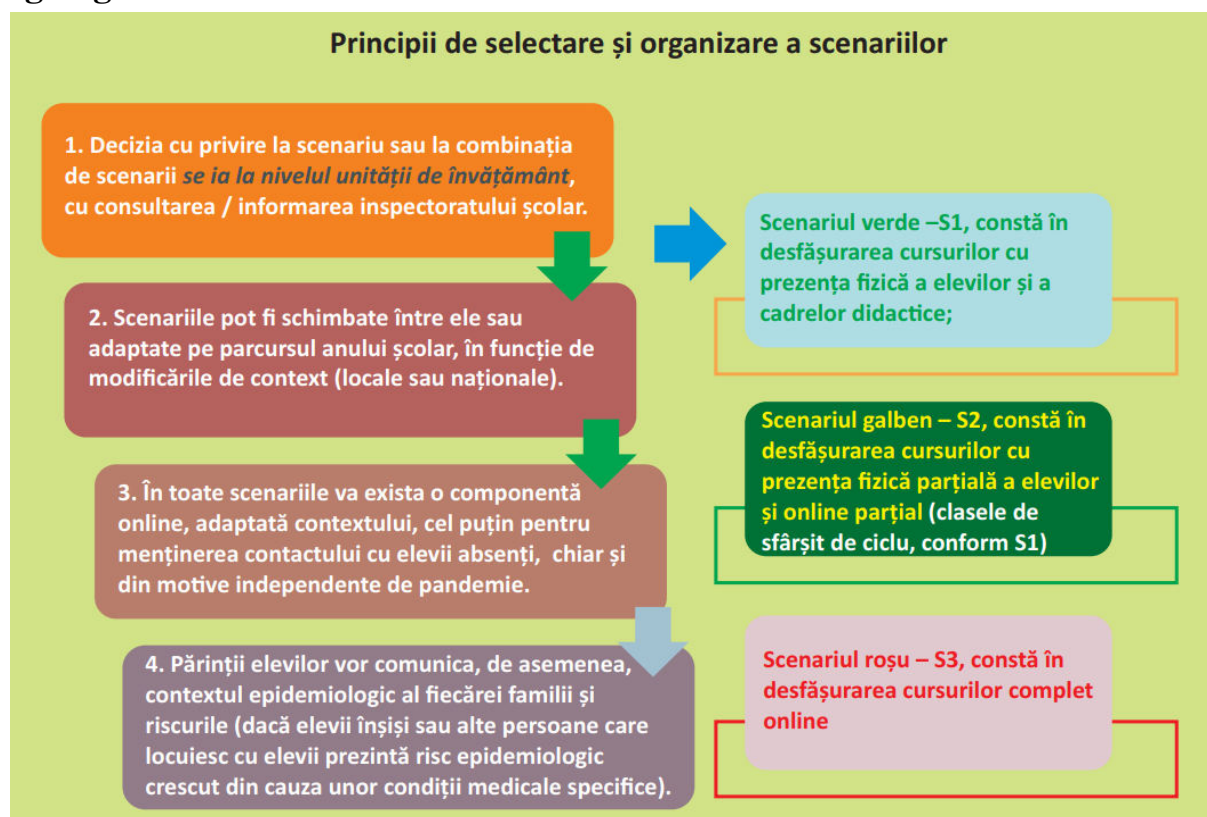 Principii de selectare și organizare a scenariilor
1. Decizia cu privire la scenariu sau la combinația
de scenarii se ia la nivelul unității de învățământ,
cu consultarea / informarea inspectoratului școlar.
2. Scenariile pot fi schimbate între ele sau
adaptate pe parcursul anului școlar, în funcție de
modificările de context (locale sau naționale).
3. În toate scenariile va exista o componentă
online, adaptată contextului, cel puțin pentru
menținerea contactului cu elevii absenți, chiar și
din motive independente de pandemie.
4. Părinții elevilor vor comunica, de asemenea,
contextul epidemiologic al fiecărei familii și
riscurile (dacă elevii înșiși sau alte persoane care
locuiesc cu elevii prezintă risc epidemiologic
crescut din cauza unor condiții medicale specifice).
Scenariul verde –S1, constă în
desfășurarea cursurilor cu
prezența fizică a elevilor și a
cadrelor didactice;
Scenariul galben – S2, constă în
desfășurarea cursurilor cu
prezența fizică parțială a elevilor
și online parțial (clasele de
sfârșit de ciclu, conform S1)
Scenariul roșu – S3, constă în
desfășurarea cursurilor complet
online